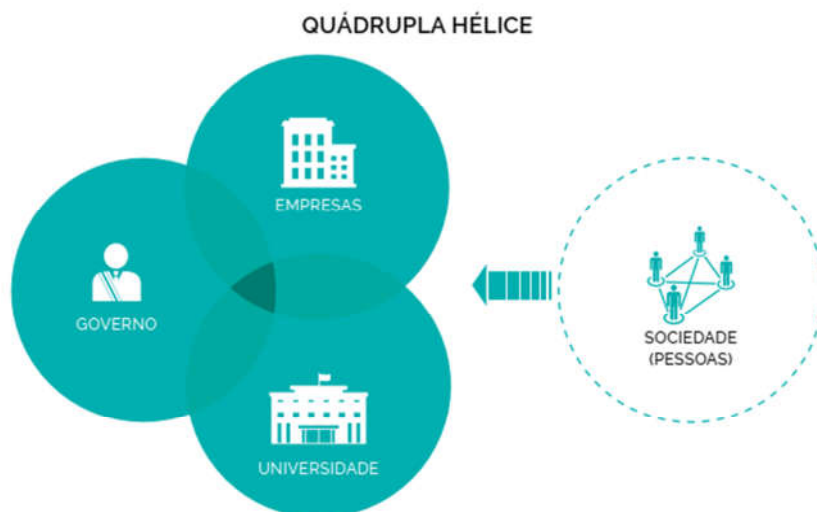 QUÁDRUPLA HÉLICE
EMPRESAS
GOVERNO
UNIVERSIDADE
SOCIEDADE
(PESSOAS)